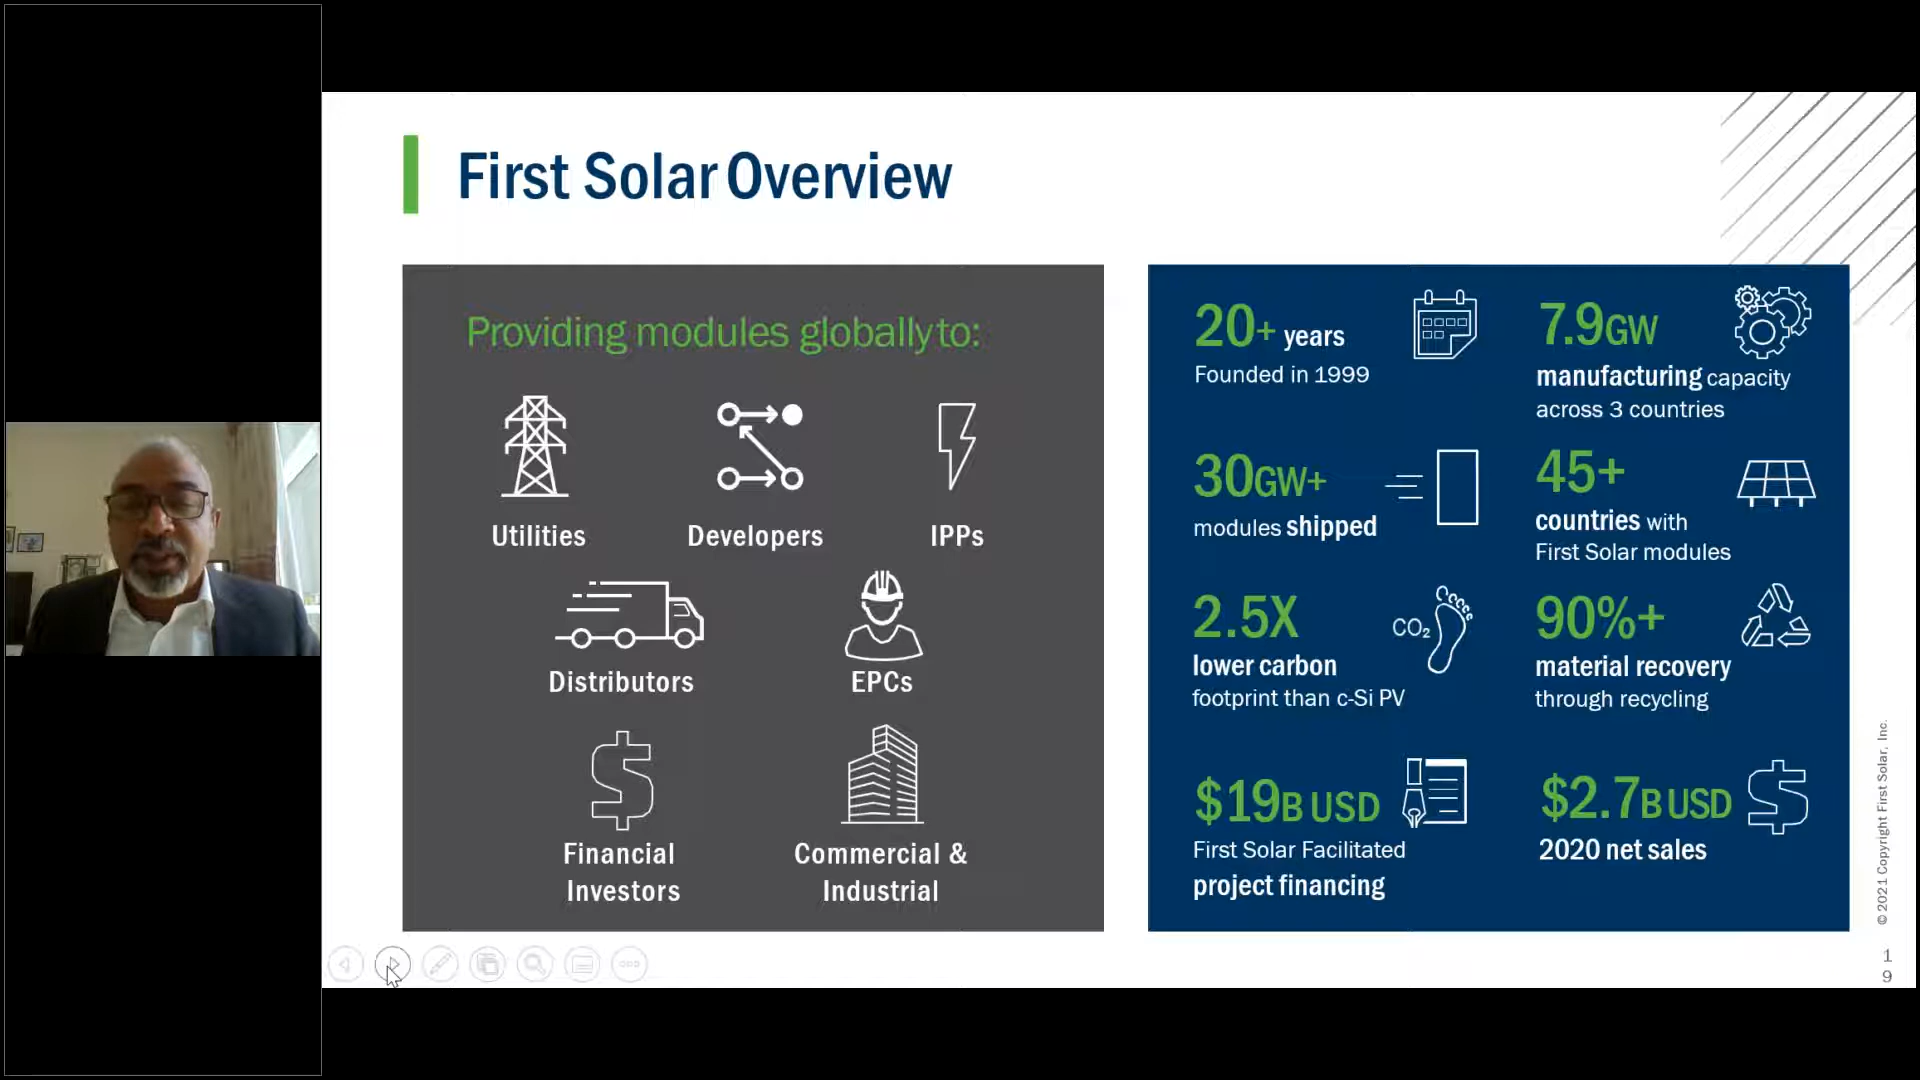 First Solar Overview
Providing modules globally to:
Utilities
Developers
IPPs
Distributors
EPCs
Financial
Investors
Commercial &
Industrial
20+ years
Founded in 1999
7.9GW
manufacturing capacity
across 3 countries
30GW+
modules shipped
45+
countries with
First Solar modules
2.5X
lower carbon
footprint than c-Si PV
CO₂
90%+
material recovery
through recycling
$19B USD
First Solar Facilitated
project financing
$2.7B USD
2020 net sales
© 2021 Copyright First Solar, Inc.
1
9